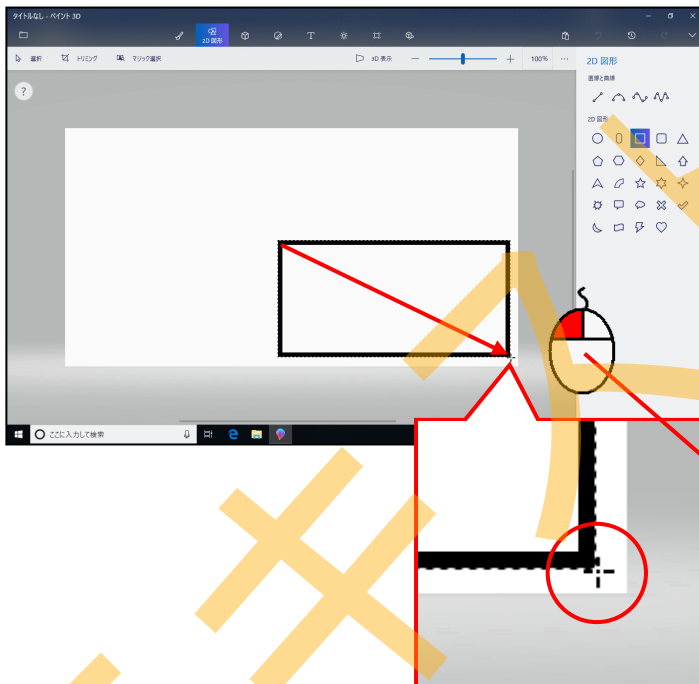 タイトルなし - ペイント 3D
2D 図形
T
選択 トリミング マジック選択 3D 表示 100% ...
2D 図形
直線と曲線
2D 図形
?
ここに入力して検索